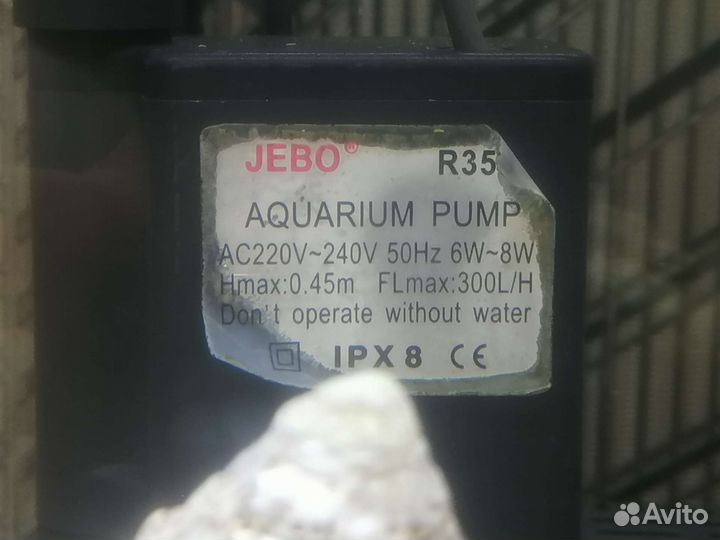 JEBO® R35
AQUARIUM PUMP
AC220V~240V 50Hz 6W~8W
Hmax:0.45m FLmax:300L/H
Don't operate without water
IPX8 CE
Avito